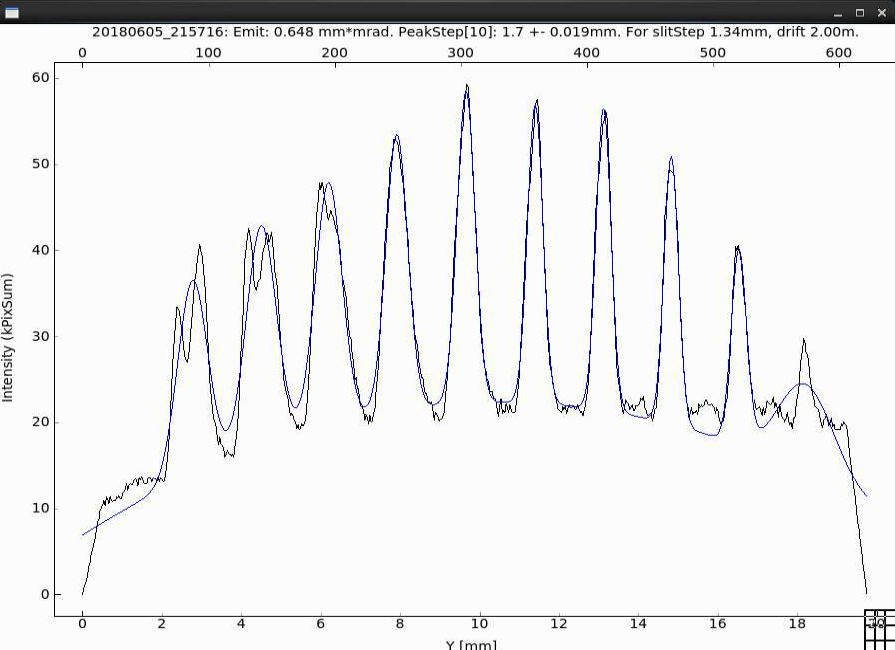 20180605_215716: Emit: 0.648 mm*mrad. PeakStep[10]: 1.7 +- 0.019mm. For slitStep 1.34mm, drift 2.00m.
0 100 200 300 400 500 600
60
50
40
30
20
10
0
Intensity (kPixSum)
0 2 4 6 8 10 12 14 16 18 20
Y [mm]